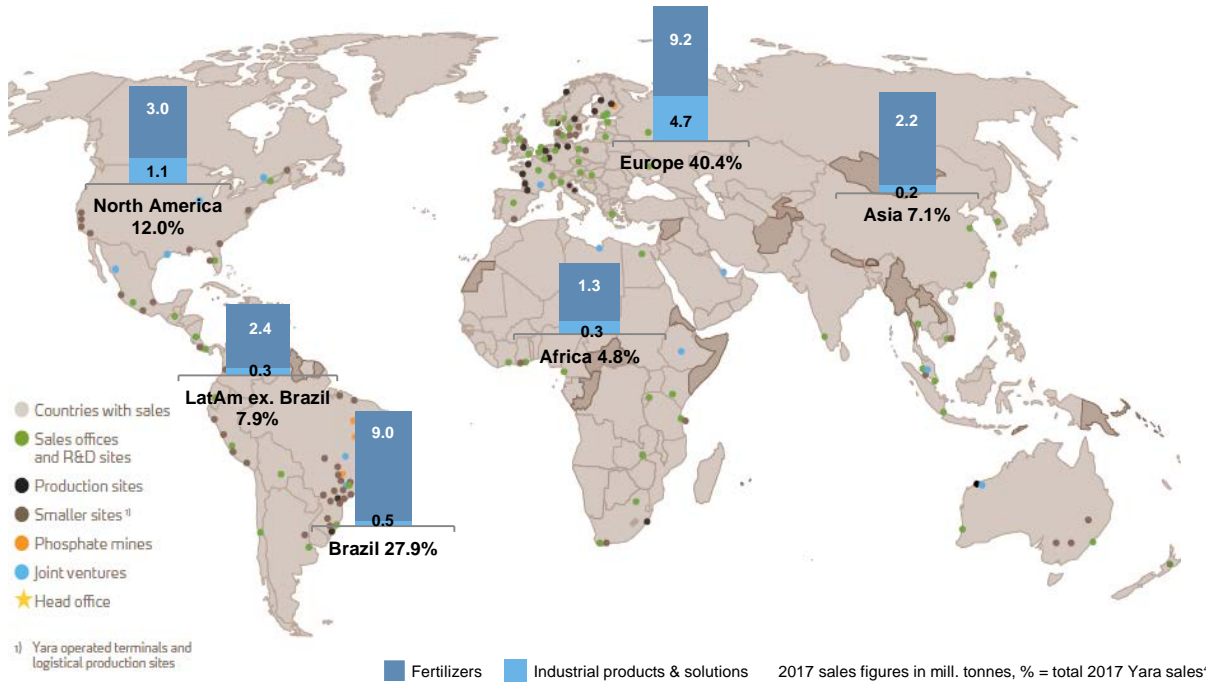 9.2
4.7
Europe 40.4%
3.0
1.1
North America
12.0%
2.2
0.2
Asia 7.1%
1.3
0.3
Africa 4.8%
2.4
0.3
LatAm ex. Brazil
7.9%
9.0
0.5
Brazil 27.9%
Countries with sales
Sales offices
and R&D sites
Production sites
Smaller sites ¹⁾
Phosphate mines
Joint ventures
Head office
1) Yara operated terminals and
logistical production sites
Fertilizers
Industrial products & solutions
2017 sales figures in mill. tonnes, % = total 2017 Yara sales